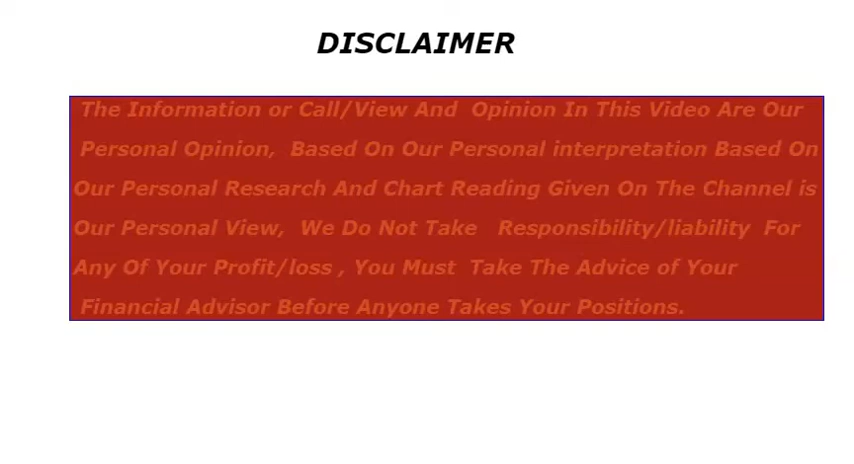 DISCLAIMER
The Information or Call/View And Opinion In This Video Are Our
Personal Opinion, Based On Our Personal interpretation Based On
Our Personal Research And Chart Reading Given On The Channel is
Our Personal View, We Do Not Take Responsibility/liability For
Any Of Your Profit/loss , You Must Take The Advice of Your
Financial Advisor Before Anyone Takes Your Positions.